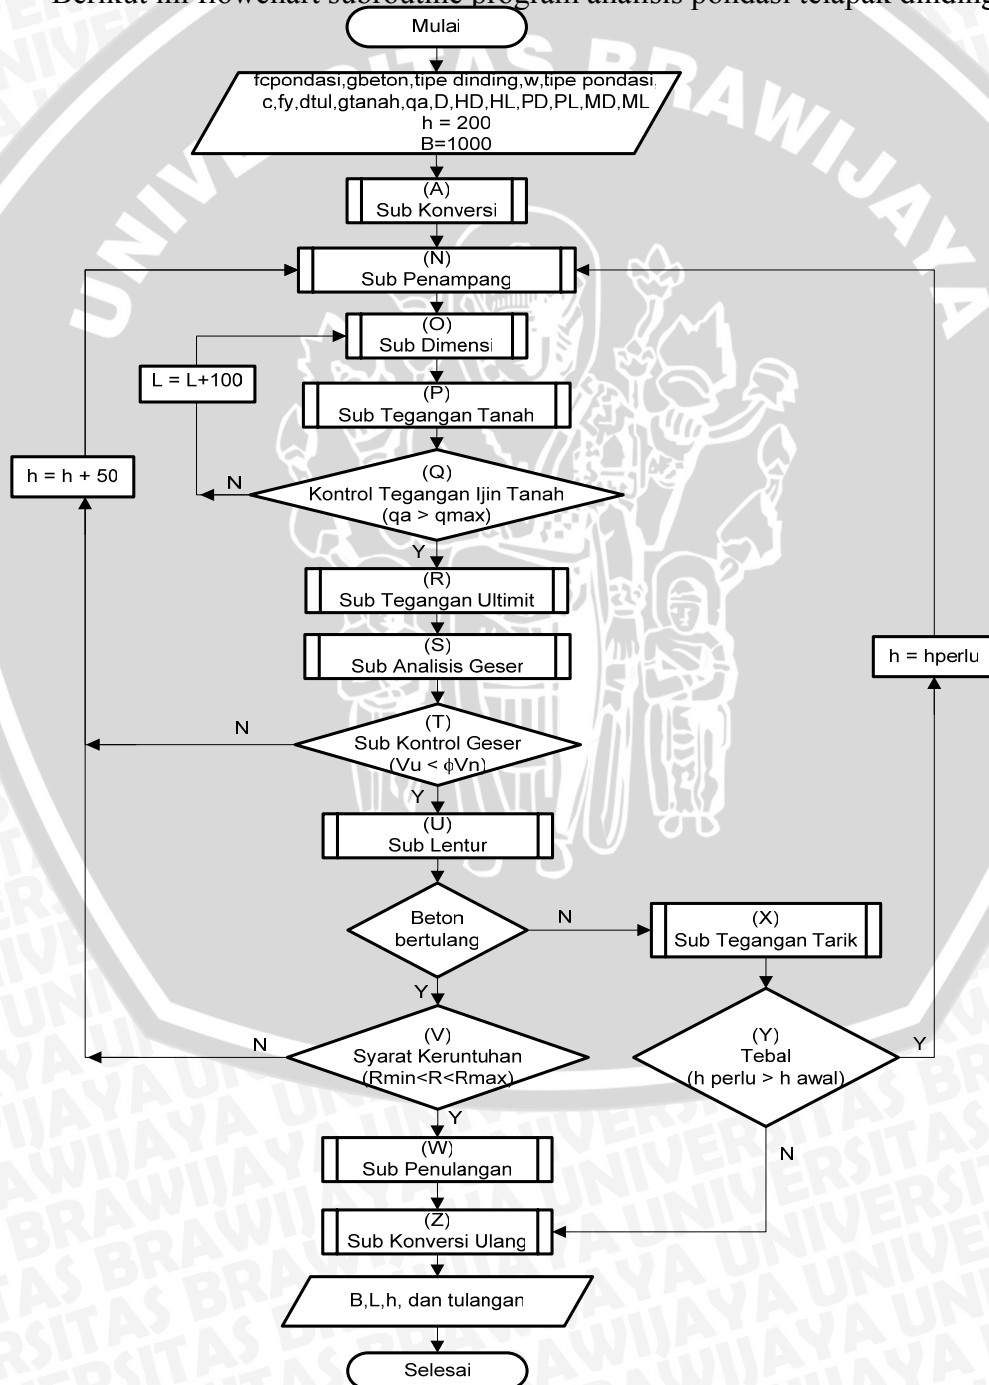 Berikut ini flowchart subroutine program analisis pondasi telapak dinding
Mulai
fcpondasi,gbeton,tipe dinding,w,tipe pondasi,
c,fy,dtul,gtanah,qa,D,HD,HL,PD,PL,MD,ML
h = 200
B=1000
(A)
Sub Konversi
(N)
Sub Penampang
(O)
Sub Dimensi
L = L+100
(P)
Sub Tegangan Tanah
h = h + 50
N
(Q)
Kontrol Tegangan Ijin Tanah
(qa > qmax)
Y
(R)
Sub Tegangan Ultimit
(S)
Sub Analisis Geser
h = hperlu
N
(T)
Sub Kontrol Geser
(Vu < ϕVn)
Y
(U)
Sub Lentur
Beton
bertulang
N
(X)
Sub Tegangan Tarik
Y
N
(V)
Syarat Keruntuhan
(Rmin<R<Rmax)
(Y)
Tebal
(h perlu > h awal)
Y
Y
N
(W)
Sub Penulangan
(Z)
Sub Konversi Ulang
B,L,h, dan tulangan
Selesai
UNIVERSITAS BRAWIJAYA